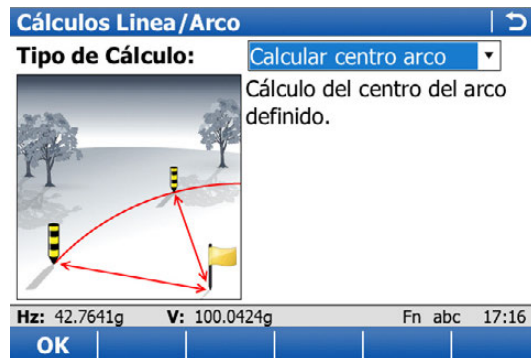 Cálculos Linea/Arco
Tipo de Cálculo: Calcular centro arco
Cálculo del centro del arco
definido.
Hz: 42.7641g V: 100.0424g Fn abc 17:16
OK